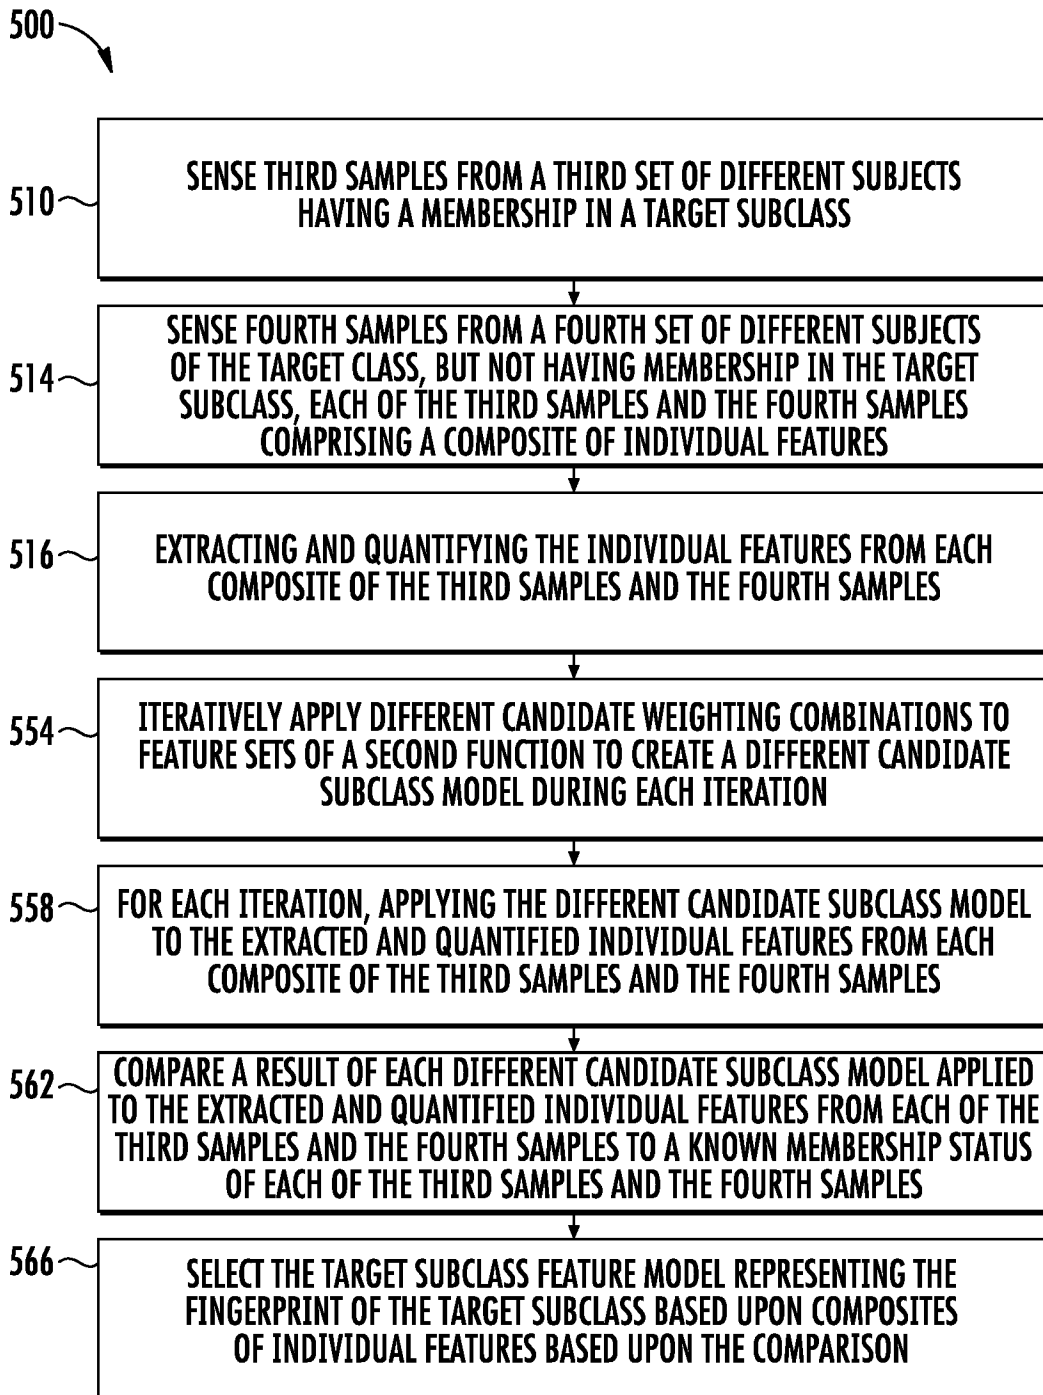 500
510
SENSE THIRD SAMPLES FROM A THIRD SET OF DIFFERENT SUBJECTS
HAVING A MEMBERSHIP IN A TARGET SUBCLASS
514
SENSE FOURTH SAMPLES FROM A FOURTH SET OF DIFFERENT SUBJECTS
OF THE TARGET CLASS, BUT NOT HAVING MEMBERSHIP IN THE TARGET
SUBCLASS, EACH OF THE THIRD SAMPLES AND THE FOURTH SAMPLES
COMPRISING A COMPOSITE OF INDIVIDUAL FEATURES
516
EXTRACTING AND QUANTIFYING THE INDIVIDUAL FEATURES FROM EACH
COMPOSITE OF THE THIRD SAMPLES AND THE FOURTH SAMPLES
554
ITERATIVELY APPLY DIFFERENT CANDIDATE WEIGHTING COMBINATIONS TO
FEATURE SETS OF A SECOND FUNCTION TO CREATE A DIFFERENT CANDIDATE
SUBCLASS MODEL DURING EACH ITERATION
558
FOR EACH ITERATION, APPLYING THE DIFFERENT CANDIDATE SUBCLASS MODEL
TO THE EXTRACTED AND QUANTIFIED INDIVIDUAL FEATURES FROM EACH
COMPOSITE OF THE THIRD SAMPLES AND THE FOURTH SAMPLES
562
COMPARE A RESULT OF EACH DIFFERENT CANDIDATE SUBCLASS MODEL APPLIED
TO THE EXTRACTED AND QUANTIFIED INDIVIDUAL FEATURES FROM EACH OF THE
THIRD SAMPLES AND THE FOURTH SAMPLES TO A KNOWN MEMBERSHIP STATUS
OF EACH OF THE THIRD SAMPLES AND THE FOURTH SAMPLES
566
SELECT THE TARGET SUBCLASS FEATURE MODEL REPRESENTING THE
FINGERPRINT OF THE TARGET SUBCLASS BASED UPON COMPOSITES
OF INDIVIDUAL FEATURES BASED UPON THE COMPARISON